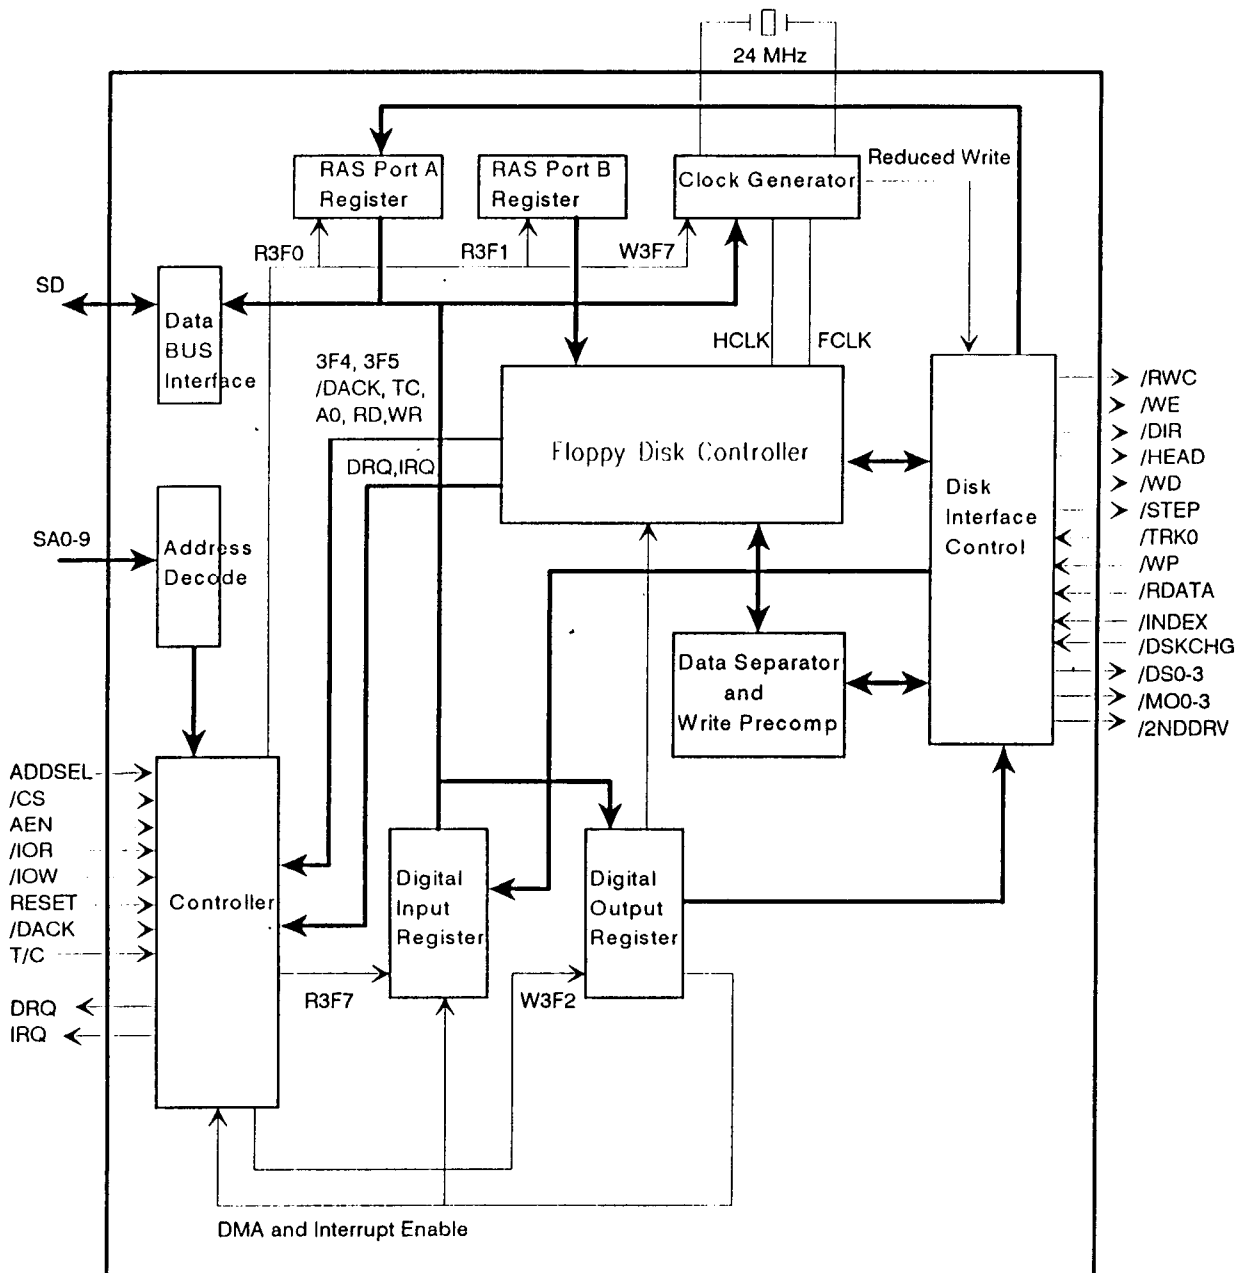 24 MHz
RAS Port A
Register
RAS Port B
Register
Clock Generator
Reduced Write
R3F0
R3F1
W3F7
SD
Data
BUS
Interface
HCLK
FCLK
3F4, 3F5
/DACK, TC,
A0, RD,WR
DRQ,IRQ
Floppy Disk Controller
Disk
Interface
Control
/RWC
/WE
/DIR
/HEAD
/WD
/STEP
/TRK0
/WP
/RDATA
/INDEX
/DSKCHG
/DS0-3
/MO0-3
/2NDDRV
SA0-9
Address
Decode
Data Separator
and
Write Precomp
ADDSEL
/CS
AEN
/IOR
/IOW
RESET
/DACK
T/C
DRQ
IRQ
Controller
Digital
Input
Register
Digital
Output
Register
R3F7
W3F2
DMA and Interrupt Enable